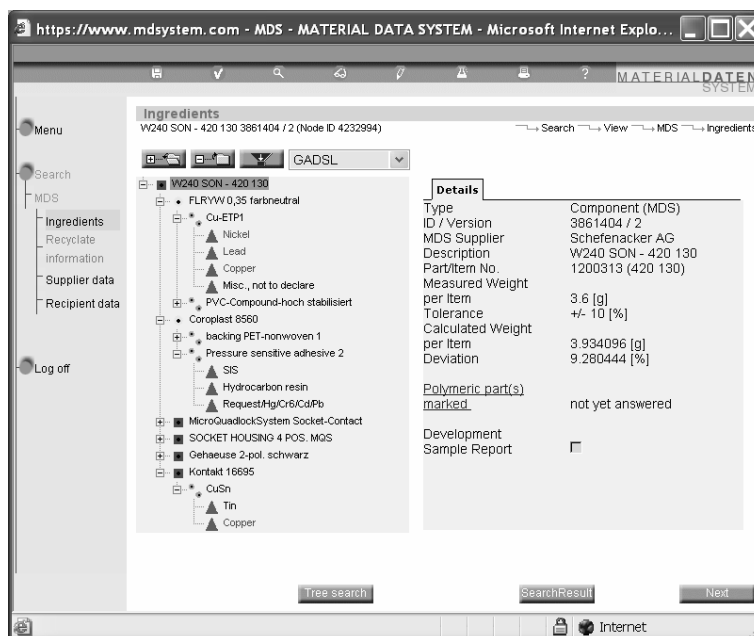 https://www.mdsystem.com - MDS - MATERIAL DATA SYSTEM - Microsoft Internet Explo...
MATERIALDATEN
SYSTEM
Ingredients
W240 SON - 420 130 3861404 / 2 (Node ID 4232994)
Search View MDS Ingredients
Menu
Search
MDS
Ingredients
Recyclate
information
Supplier data
Recipient data
Log off
GADSL
W240 SON - 420 130
FLRYW 0,35 farbneutral
Cu-ETP1
Nickel
Lead
Copper
Misc., not to declare
PVC-Compound-hoch stabilisiert
Coroplast 8560
backing PET-nonwoven 1
Pressure sensitive adhesive 2
SIS
Hydrocarbon resin
Request/Hg/Cr6/Cd/Pb
MicroQuadlockSystem Socket-Contact
SOCKET HOUSING 4 POS. MQS
Gehaeuse 2-pol. schwarz
Kontakt 16695
CuSn
Tin
Copper
Details
Type Component (MDS)
ID / Version 3861404 / 2
MDS Supplier Schefenacker AG
Description W240 SON - 420 130
Part/Item No. 1200313 (420 130)
Measured Weight
per Item 3.6 [g]
Tolerance +/- 10 [%]
Calculated Weight
per Item 3.934096 [g]
Deviation 9.280444 [%]
Polymeric part(s)
marked not yet answered
Development
Sample Report
Tree search SearchResult Next
Internet